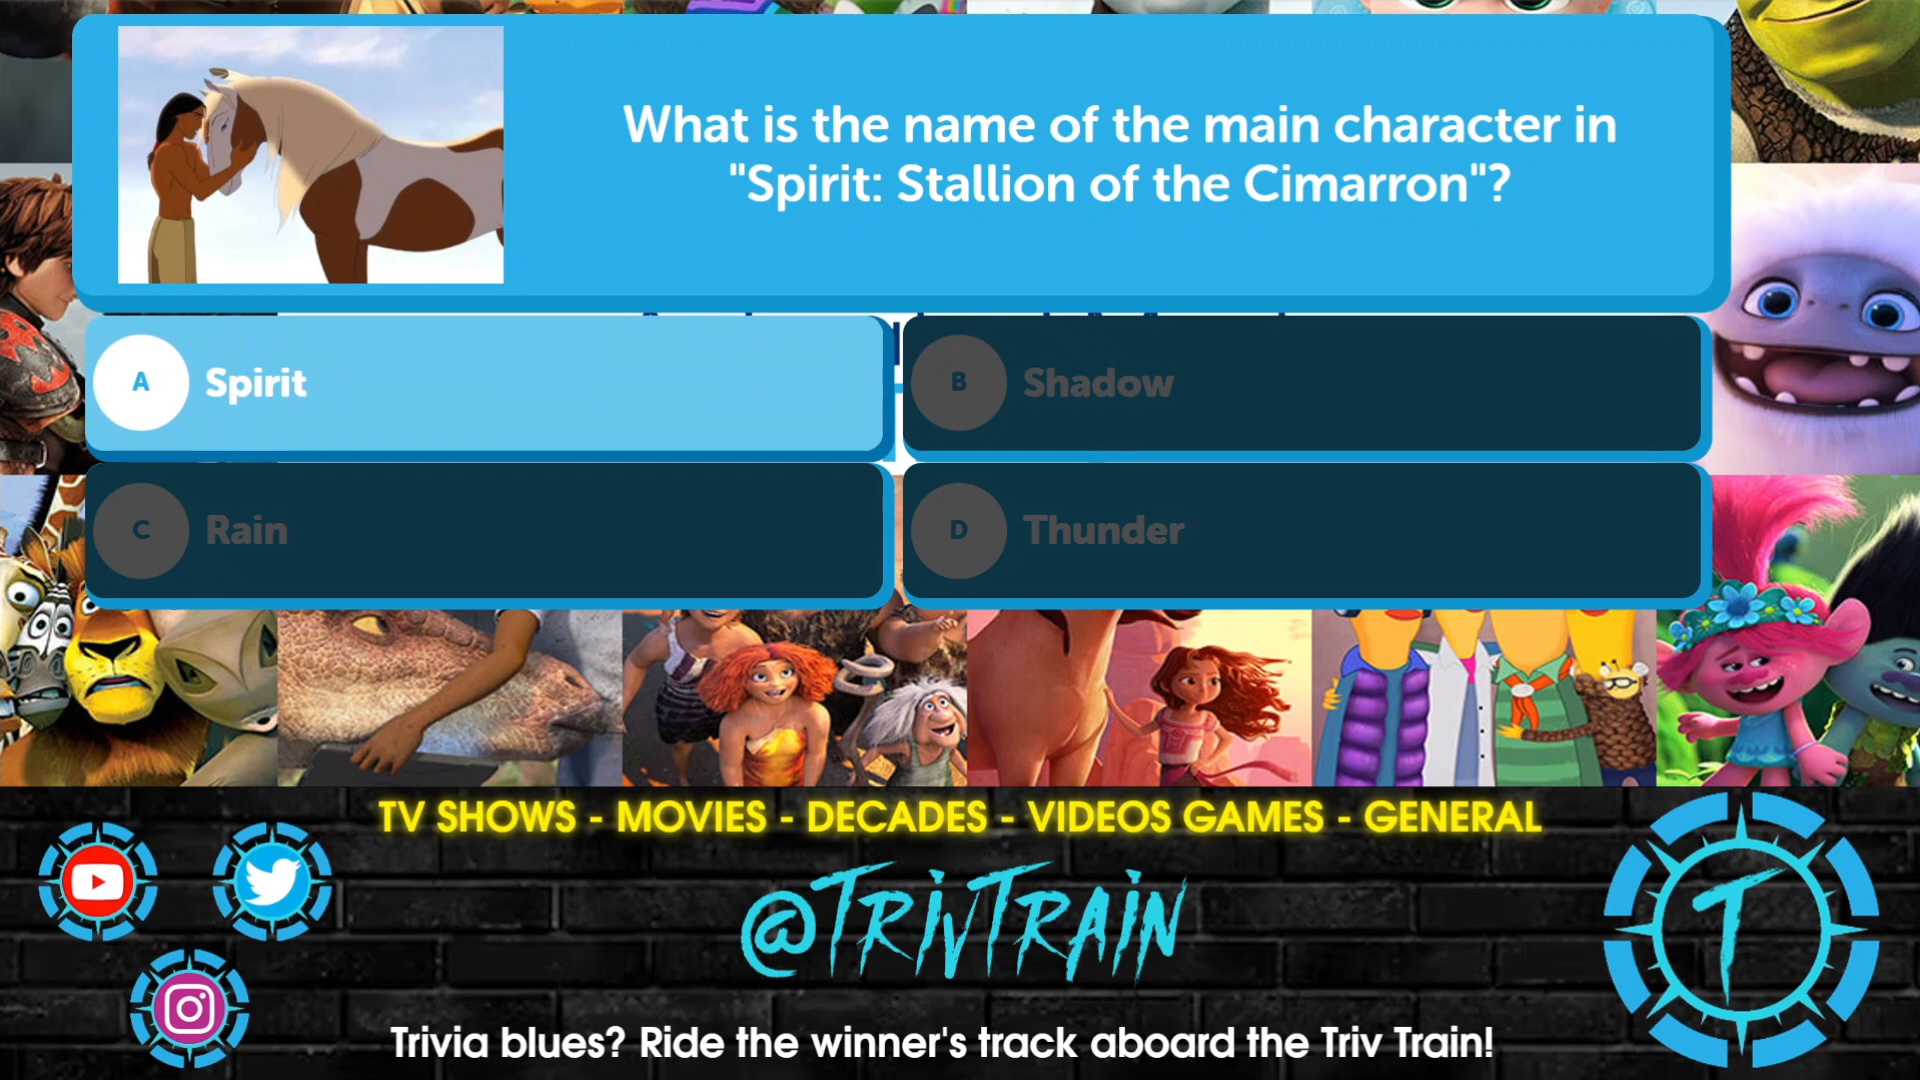 What is the name of the main character in
"Spirit: Stallion of the Cimarron"?
A Spirit
B Shadow
C Rain
D Thunder
TV SHOWS - MOVIES - DECADES - VIDEOS GAMES - GENERAL
@TRIVTRAIN
T
Trivia blues? Ride the winner's track aboard the Triv Train!